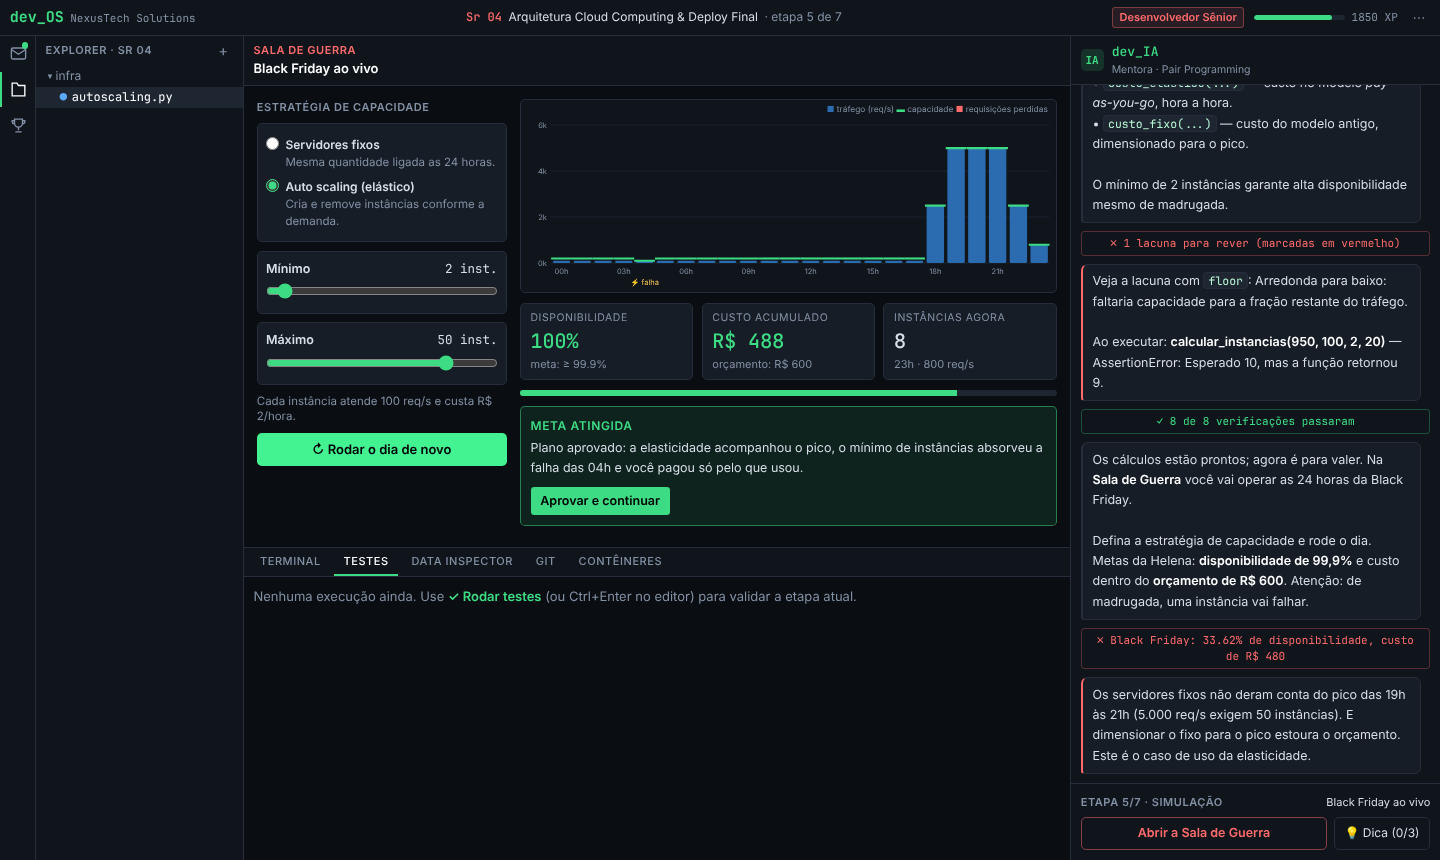 dev_OS NexusTech Solutions
Sr 04 Arquitetura Cloud Computing & Deploy Final · etapa 5 de 7
Desenvolvedor Sênior
1850 XP
EXPLORER · SR 04
+
▾ infra
autoscaling.py
SALA DE GUERRA
Black Friday ao vivo
ESTRATÉGIA DE CAPACIDADE
Servidores fixos
Mesma quantidade ligada as 24 horas.
Auto scaling (elástico)
Cria e remove instâncias conforme a
demanda.
Mínimo
2 inst.
Máximo
50 inst.
Cada instância atende 100 req/s e custa R$
2/hora.
↻ Rodar o dia de novo
tráfego (req/s) capacidade requisições perdidas
6k
4k
2k
0k
00h 03h 06h 09h 12h 15h 18h 21h
⚡ falha
DISPONIBILIDADE
100%
meta: ≥ 99.9%
CUSTO ACUMULADO
R$ 488
orçamento: R$ 600
INSTÂNCIAS AGORA
8
23h · 800 req/s
META ATINGIDA
Plano aprovado: a elasticidade acompanhou o pico, o mínimo de instâncias absorveu a
falha das 04h e você pagou só pelo que usou.
Aprovar e continuar
TERMINAL TESTES DATA INSPECTOR GIT CONTÊINERES
Nenhuma execução ainda. Use ✓ Rodar testes (ou Ctrl+Enter no editor) para validar a etapa atual.
IA
dev_IA
Mentora · Pair Programming
as-you-go, hora a hora.
• custo_fixo(...) — custo do modelo antigo,
dimensionado para o pico.
O mínimo de 2 instâncias garante alta disponibilidade
mesmo de madrugada.
✕ 1 lacuna para rever (marcadas em vermelho)
Veja a lacuna com floor: Arredonda para baixo:
faltaria capacidade para a fração restante do tráfego.
Ao executar: calcular_instancias(950, 100, 2, 20) —
AssertionError: Esperado 10, mas a função retornou
9.
✓ 8 de 8 verificações passaram
Os cálculos estão prontos; agora é para valer. Na
Sala de Guerra você vai operar as 24 horas da Black
Friday.
Defina a estratégia de capacidade e rode o dia.
Metas da Helena: disponibilidade de 99,9% e custo
dentro do orçamento de R$ 600. Atenção: de
madrugada, uma instância vai falhar.
✕ Black Friday: 33.62% de disponibilidade, custo
de R$ 480
Os servidores fixos não deram conta do pico das 19h
às 21h (5.000 req/s exigem 50 instâncias). E
dimensionar o fixo para o pico estoura o orçamento.
Este é o caso de uso da elasticidade.
ETAPA 5/7 · SIMULAÇÃO
Black Friday ao vivo
Abrir a Sala de Guerra
💡 Dica (0/3)